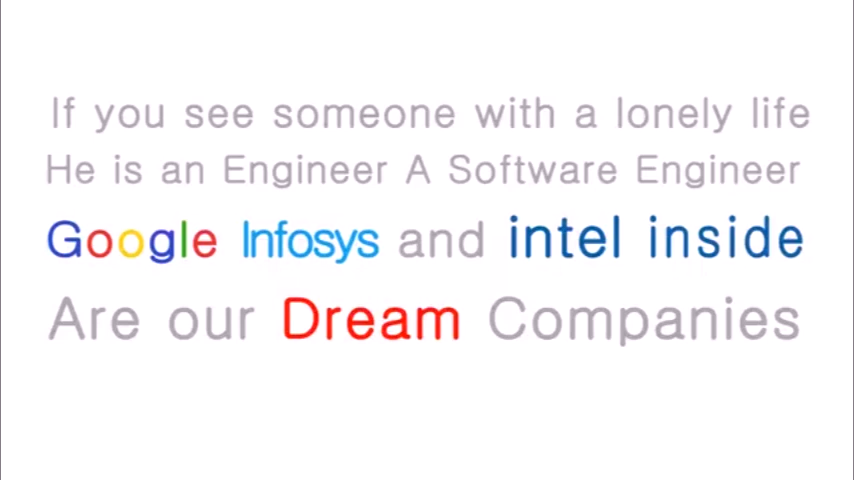 If you see someone with a lonely life
He is an Engineer A Software Engineer
Google Infosys and intel inside
Are our Dream Companies